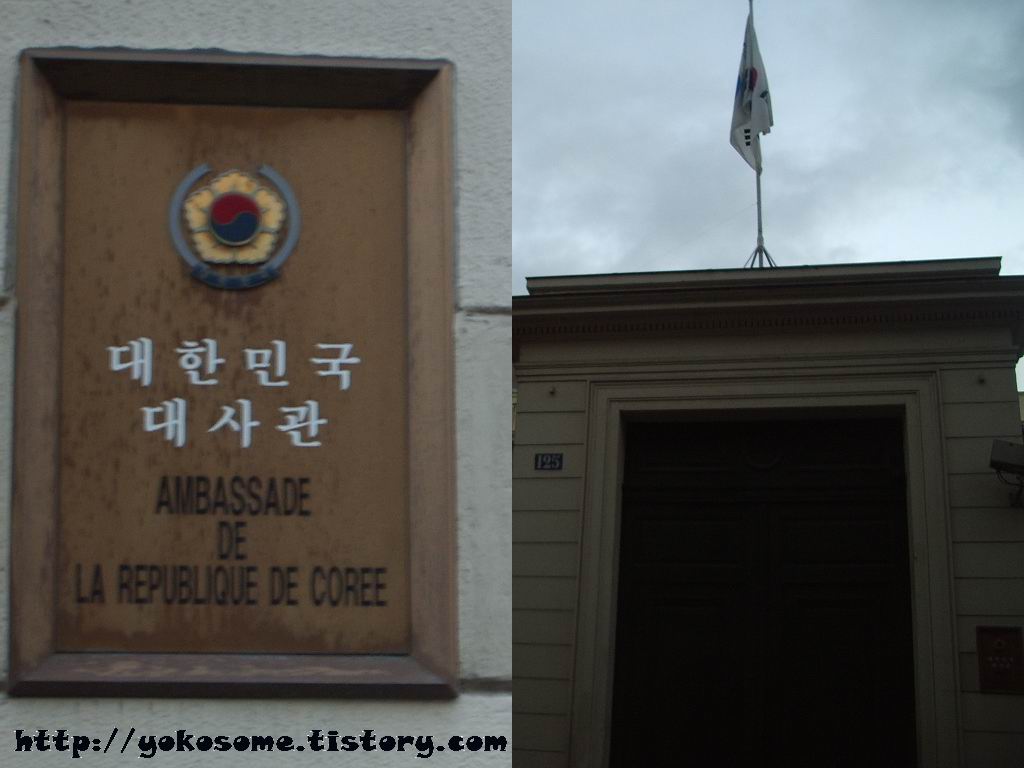 대한민국
대사관
AMBASSADE
DE
LA REPUBLIQUE DE COREE
http://yokosome.tistory.com
125